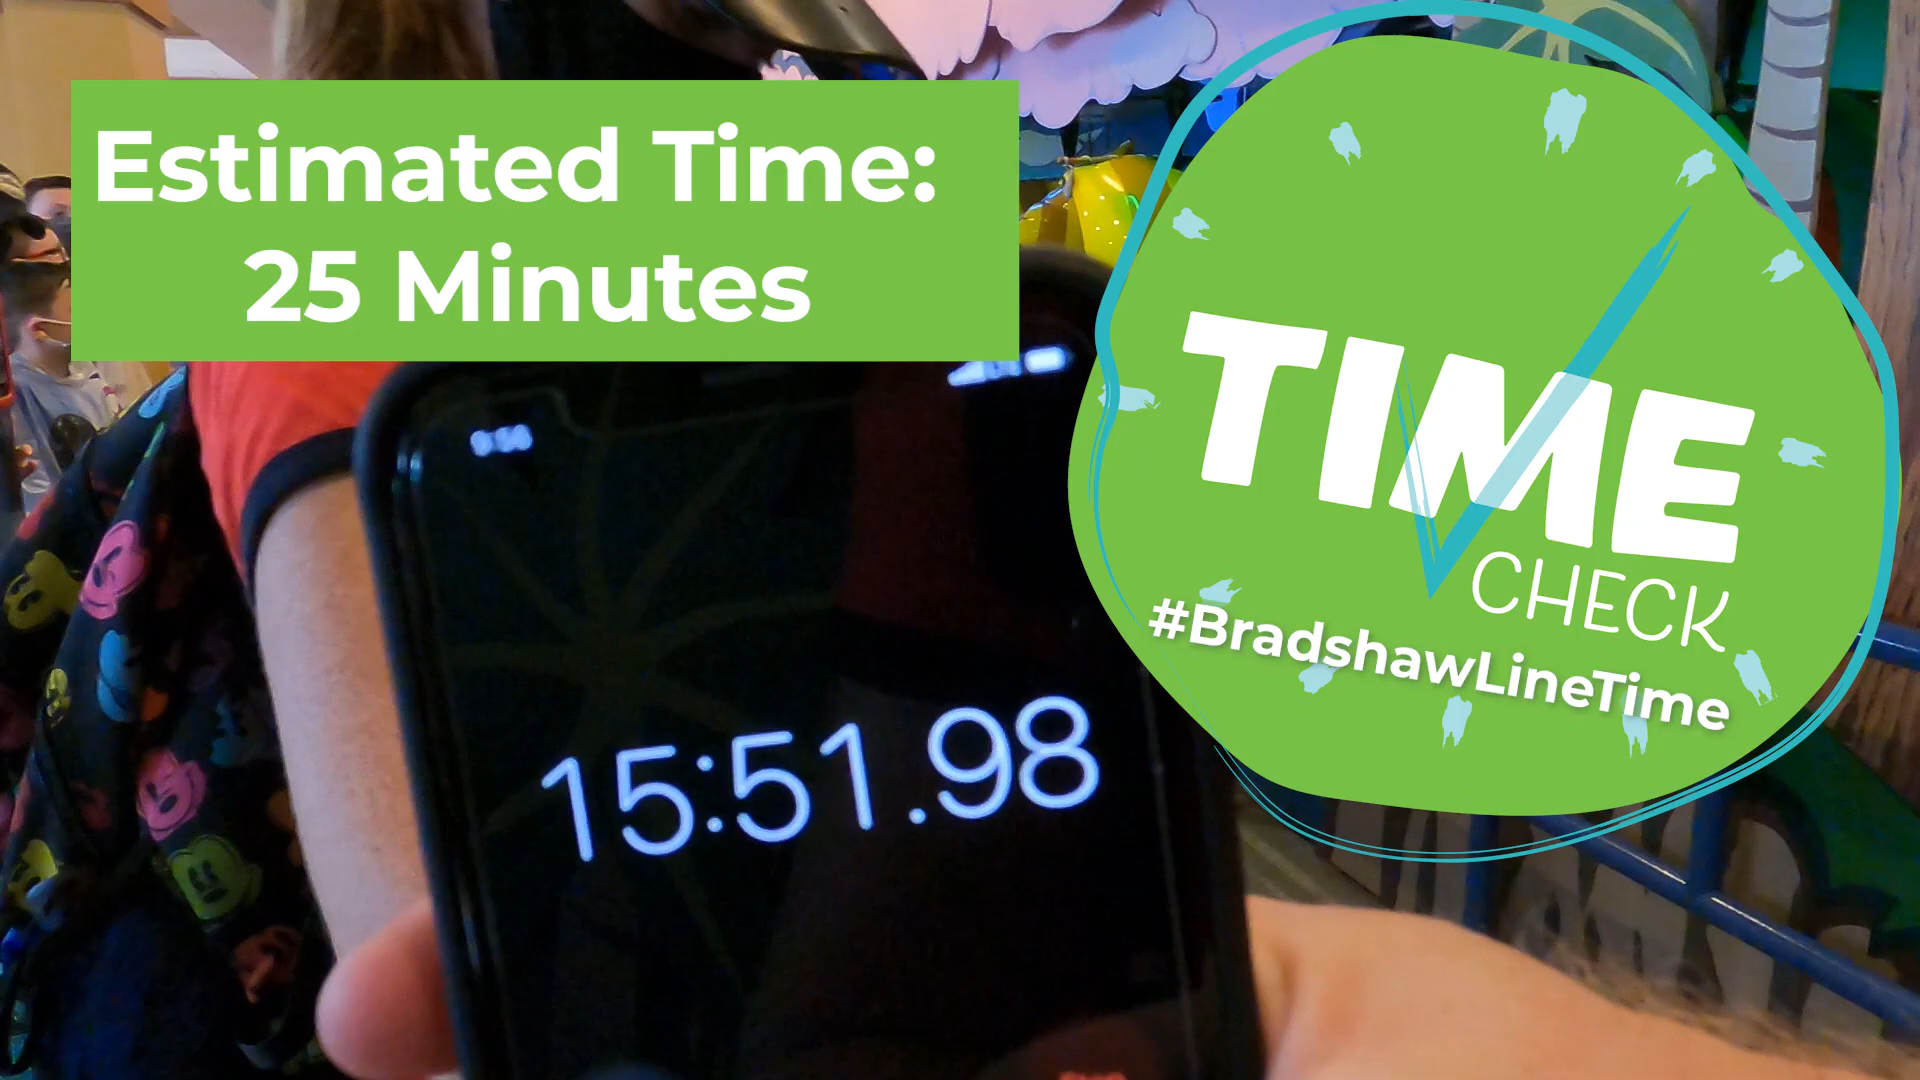 Estimated Time:
25 Minutes
TIME
CHECK
#BradshawLineTime
15:51.98